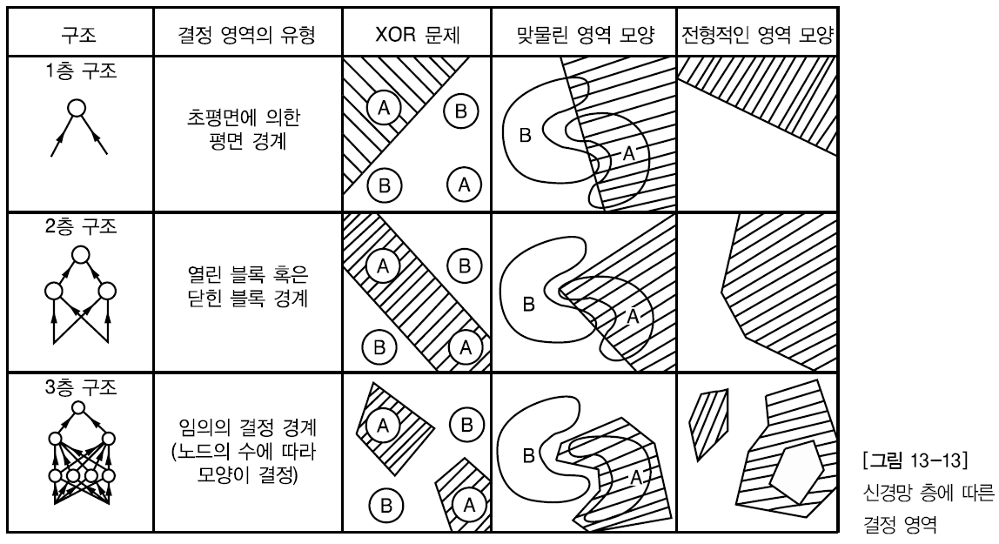 구조
결정 영역의 유형
XOR 문제
맞물린 영역 모양
전형적인 영역 모양
1층 구조
초평면에 의한
평면 경계
A
B
B
A
B
A
2층 구조
열린 블록 혹은
닫힌 블록 경계
A
B
B
A
B
A
3층 구조
임의의 결정 경계
(노드의 수에 따라
모양이 결정)
A
B
B
A
B
A
[그림 13-13]
신경망 층에 따른
결정 영역